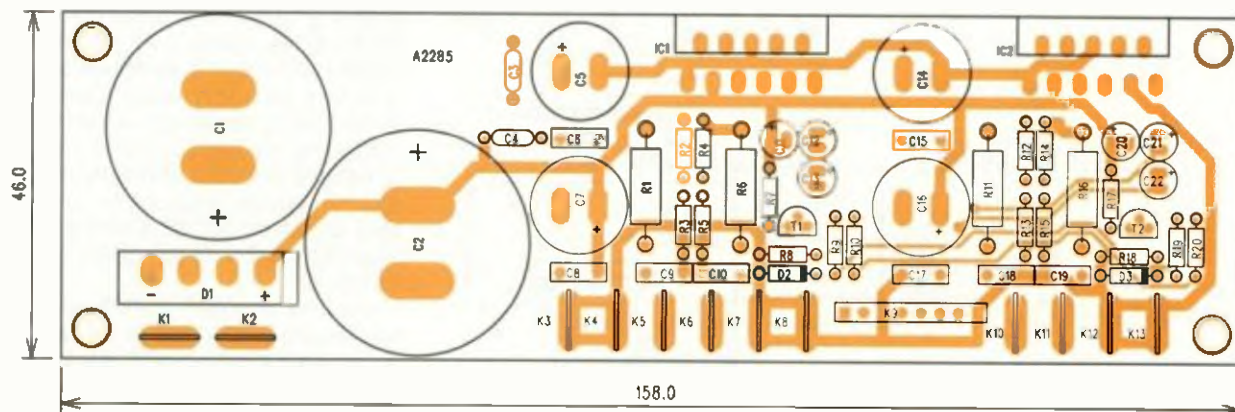 A2285
C1
+
C2
+
C3
C4
C5
+
C6
C7
+
C8
C9
C10
IC1
R1
R2
R3
R4
R5
R6
R7
R8
D2
T1
R9
R10
C14
C15
C16
+
C17
IC2
R11
R12
R13
R14
R15
R16
R17
C18
C19
C20
C21
C22
T2
R18
D3
R19
R20
- D1 +
K1
K2
K3
K4
K5
K6
K7
K8
K9
K10
K11
K12
K13
46.0
158.0